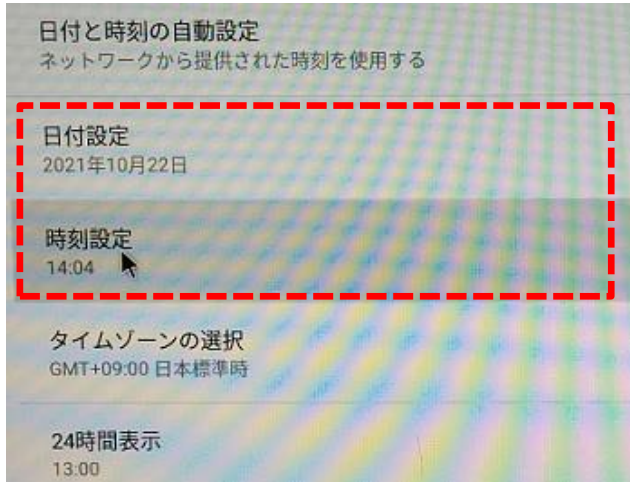 日付と時刻の自動設定
ネットワークから提供された時刻を使用する
日付設定
2021年10月22日
時刻設定
14:04
タイムゾーンの選択
GMT+09:00 日本標準時
24時間表示
13:00